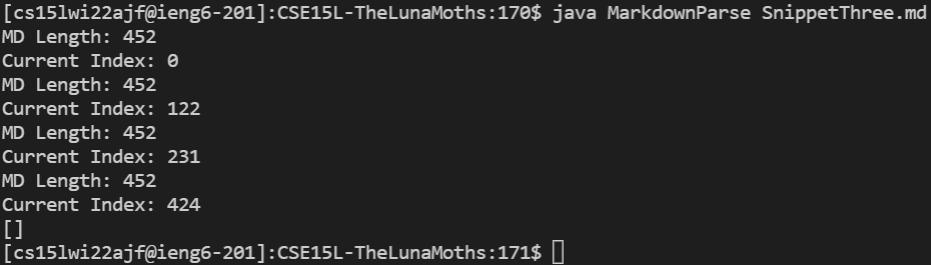 [cs15lwi22ajf@ieng6-201]:CSE15L-TheLunaMoths:170$ java MarkdownParse SnippetThree.md
MD Length: 452
Current Index: 0
MD Length: 452
Current Index: 122
MD Length: 452
Current Index: 231
MD Length: 452
Current Index: 424
[]
[cs15lwi22ajf@ieng6-201]:CSE15L-TheLunaMoths:171$